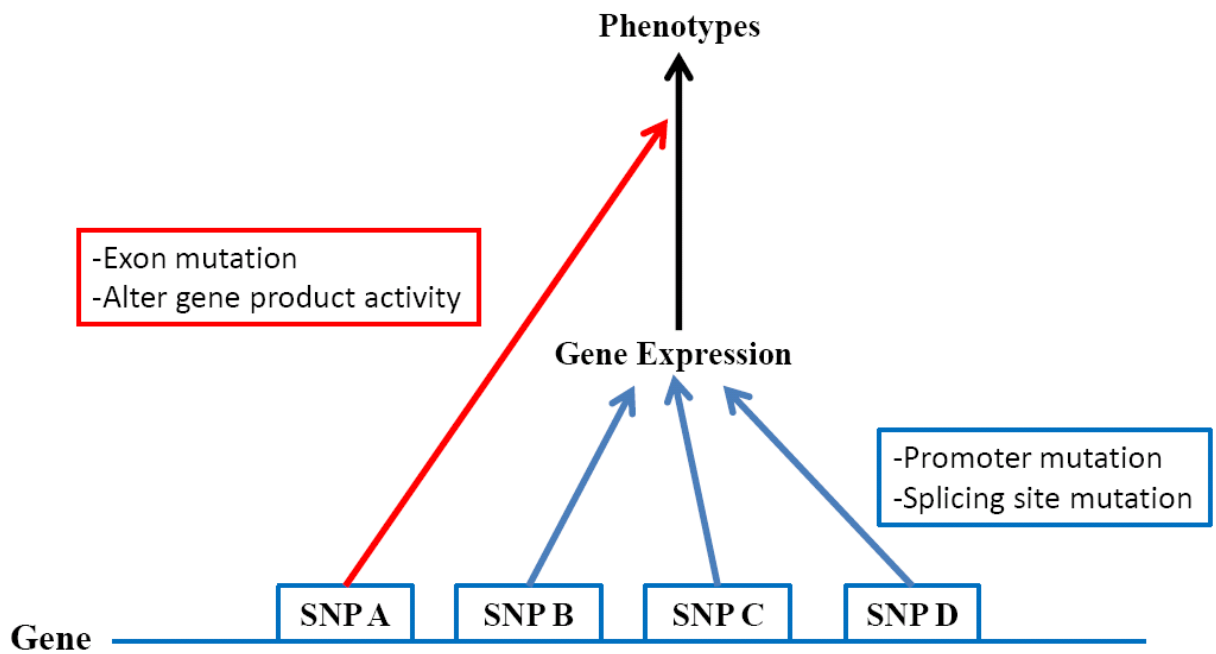 Phenotypes
-Exon mutation
-Alter gene product activity
Gene Expression
-Promoter mutation
-Splicing site mutation
SNP A
SNP B
SNP C
SNP D
Gene